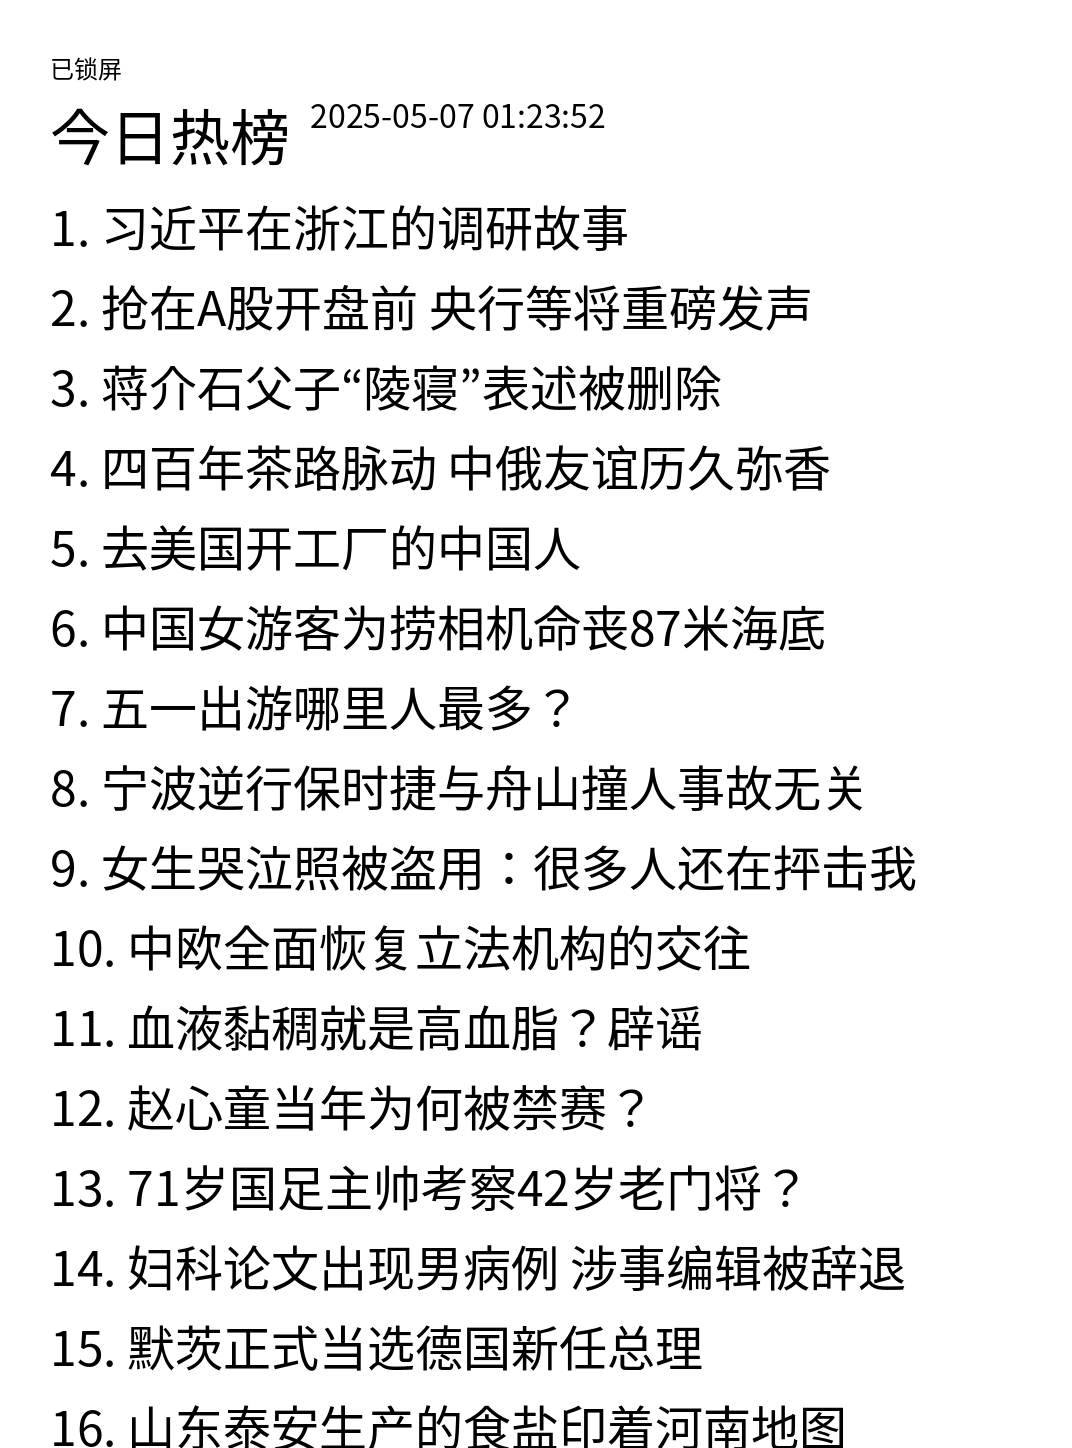 已锁屏
今日热榜 2025-05-07 01:23:52
1. 习近平在浙江的调研故事
2. 抢在A股开盘前 央行等将重磅发声
3. 蒋介石父子“陵寝”表述被删除
4. 四百年茶路脉动 中俄友谊历久弥香
5. 去美国开工厂的中国人
6. 中国女游客为捞相机命丧87米海底
7. 五一出游哪里人最多？
8. 宁波逆行保时捷与舟山撞人事故无关
9. 女生哭泣照被盗用：很多人还在抨击我
10. 中欧全面恢复立法机构的交往
11. 血液黏稠就是高血脂？辟谣
12. 赵心童当年为何被禁赛？
13. 71岁国足主帅考察42岁老门将？
14. 妇科论文出现男病例 涉事编辑被辞退
15. 默茨正式当选德国新任总理
16. 山东泰安生产的食盐印着河南地图